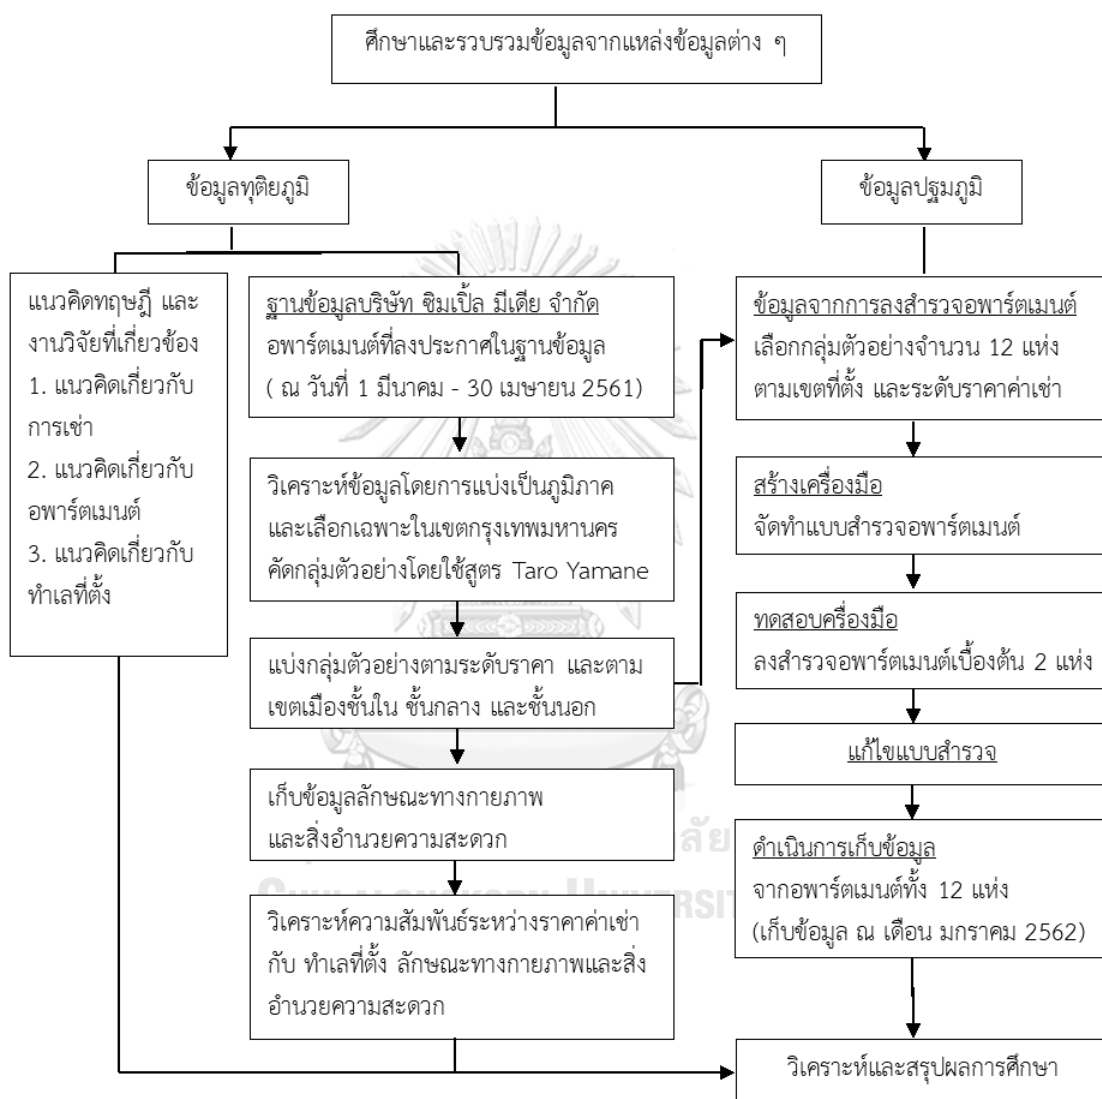 ศึกษาและรวบรวมข้อมูลจากแหล่งข้อมูลต่าง ๆ
ข้อมูลทุติยภูมิ
ข้อมูลปฐมภูมิ
แนวคิดทฤษฎี และ
งานวิจัยที่เกี่ยวข้อง
1. แนวคิดเกี่ยวกับ
การเช่า
2. แนวคิดเกี่ยวกับ
อพาร์ตเมนต์
3. แนวคิดเกี่ยวกับ
ทำเลที่ตั้ง
ฐานข้อมูลบริษัท ซิมเปิ้ล มีเดีย จำกัด
อพาร์ตเมนต์ที่ลงประกาศในฐานข้อมูล
( ณ วันที่ 1 มีนาคม - 30 เมษายน 2561)
วิเคราะห์ข้อมูลโดยการแบ่งเป็นภูมิภาค
และเลือกเฉพาะในเขตกรุงเทพมหานคร
คัดกลุ่มตัวอย่างโดยใช้สูตร Taro Yamane
แบ่งกลุ่มตัวอย่างตามระดับราคา และตาม
เขตเมืองชั้นใน ชั้นกลาง และชั้นนอก
เก็บข้อมูลลักษณะทางกายภาพ
และสิ่งอำนวยความสะดวก
วิเคราะห์ความสัมพันธ์ระหว่างราคาค่าเช่า
กับ ทำเลที่ตั้ง ลักษณะทางกายภาพและสิ่ง
อำนวยความสะดวก
ข้อมูลจากการลงสำรวจอพาร์ตเมนต์
เลือกกลุ่มตัวอย่างจำนวน 12 แห่ง
ตามเขตที่ตั้ง และระดับราคาค่าเช่า
สร้างเครื่องมือ
จัดทำแบบสำรวจอพาร์ตเมนต์
ทดสอบครื่องมือ
ลงสำรวจอพาร์ตเมนต์เบื้องต้น 2 แห่ง
แก้ไขแบบสำรวจ
ดำเนินการเก็บข้อมูล
จากอพาร์ตเมนต์ทั้ง 12 แห่ง
(เก็บข้อมูล ณ เดือน มกราคม 2562)
วิเคราะห์และสรุปผลการศึกษา